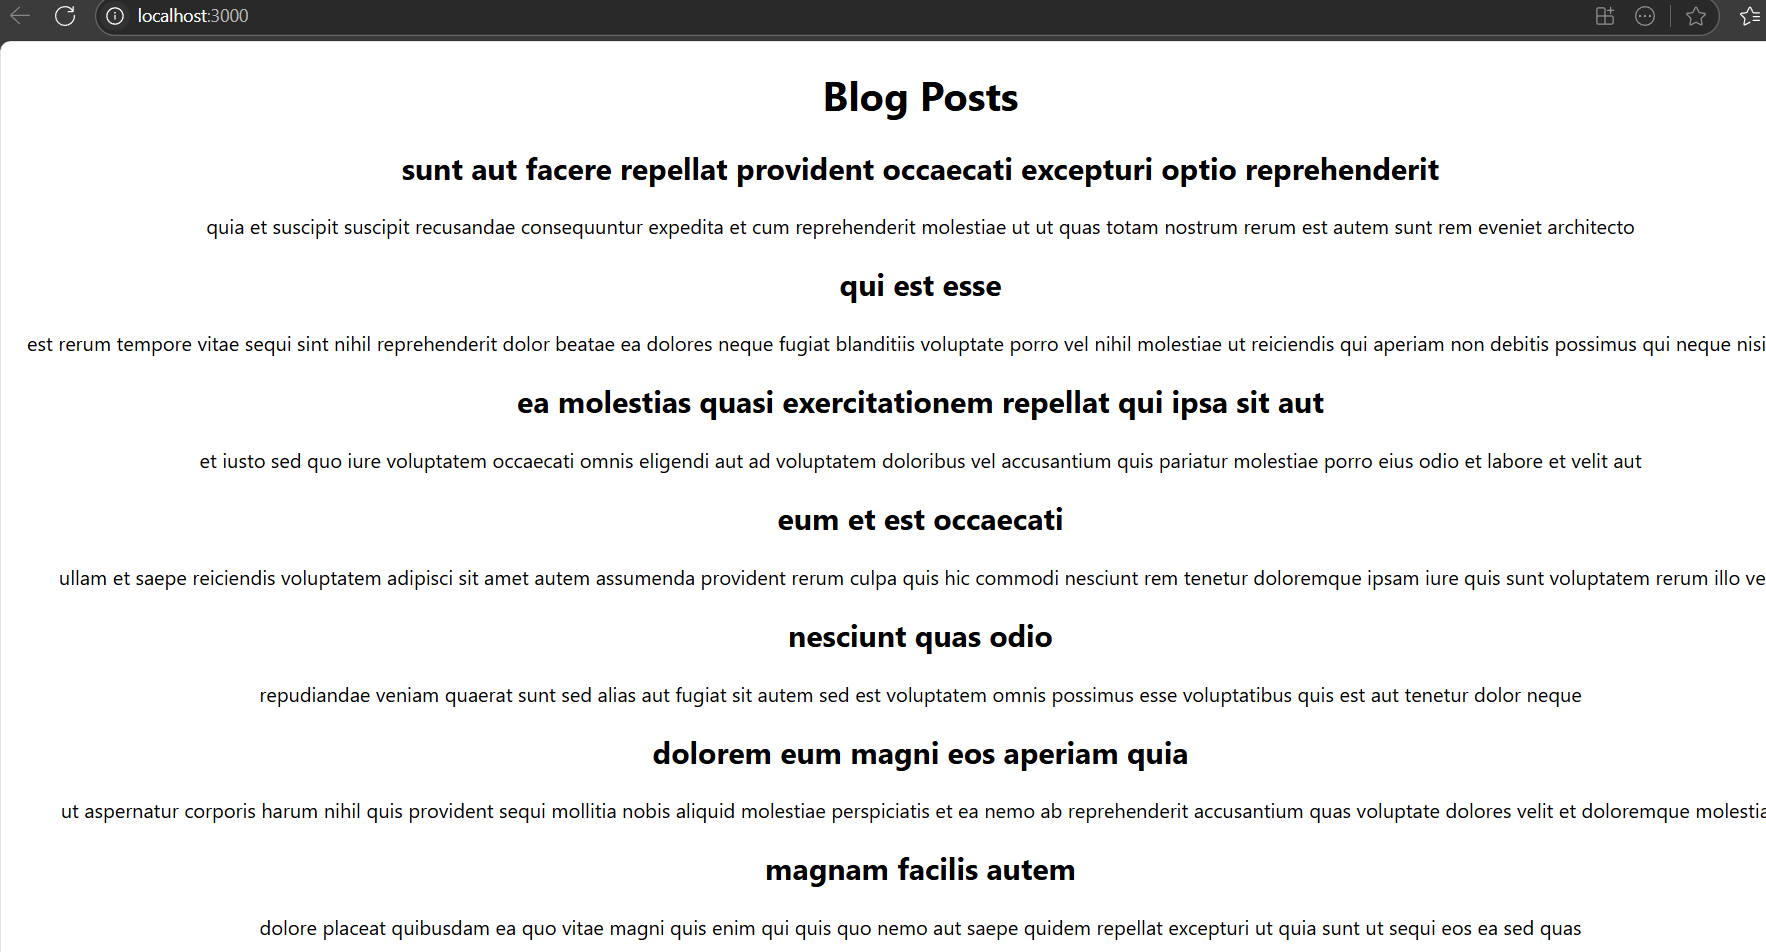 localhost:3000
Blog Posts
sunt aut facere repellat provident occaecati excepturi optio reprehenderit
quia et suscipit suscipit recusandae consequuntur expedita et cum reprehenderit molestiae ut ut quas totam nostrum rerum est autem sunt rem eveniet architecto
qui est esse
est rerum tempore vitae sequi sint nihil reprehenderit dolor beatae ea dolores neque fugiat blanditiis voluptate porro vel nihil molestiae ut reiciendis qui aperiam non debitis possimus qui neque nisi
ea molestias quasi exercitationem repellat qui ipsa sit aut
et iusto sed quo iure voluptatem occaecati omnis eligendi aut ad voluptatem doloribus vel accusantium quis pariatur molestiae porro eius odio et labore et velit aut
eum et est occaecati
ullam et saepe reiciendis voluptatem adipisci sit amet autem assumenda provident rerum culpa quis hic commodi nesciunt rem tenetur doloremque ipsam iure quis sunt voluptatem rerum illo ve
nesciunt quas odio
repudiandae veniam quaerat sunt sed alias aut fugiat sit autem sed est voluptatem omnis possimus esse voluptatibus quis est aut tenetur dolor neque
dolorem eum magni eos aperiam quia
ut aspernatur corporis harum nihil quis provident sequi mollitia nobis aliquid molestiae perspiciatis et ea nemo ab reprehenderit accusantium quas voluptate dolores velit et doloremque molestia
magnam facilis autem
dolore placeat quibusdam ea quo vitae magni quis enim qui quis quo nemo aut saepe quidem repellat excepturi ut quia sunt ut sequi eos ea sed quas